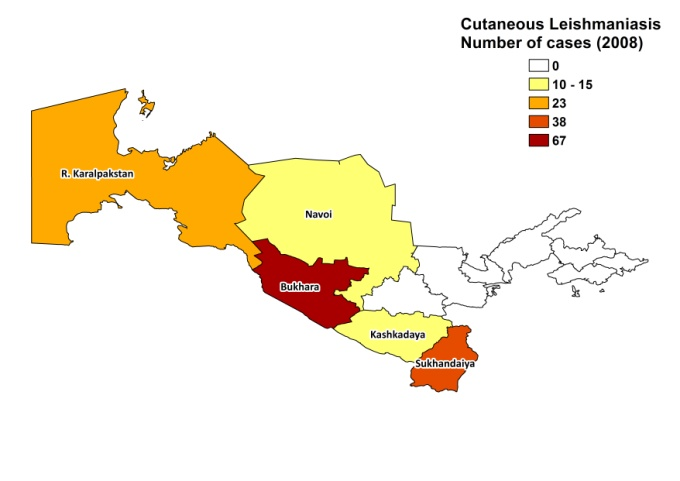 Cutaneous Leishmaniasis
Number of cases (2008)
0
10 - 15
23
38
67
R. Karalpakstan
Navoi
Bukhara
Kashkadaya
Sukhandaiya